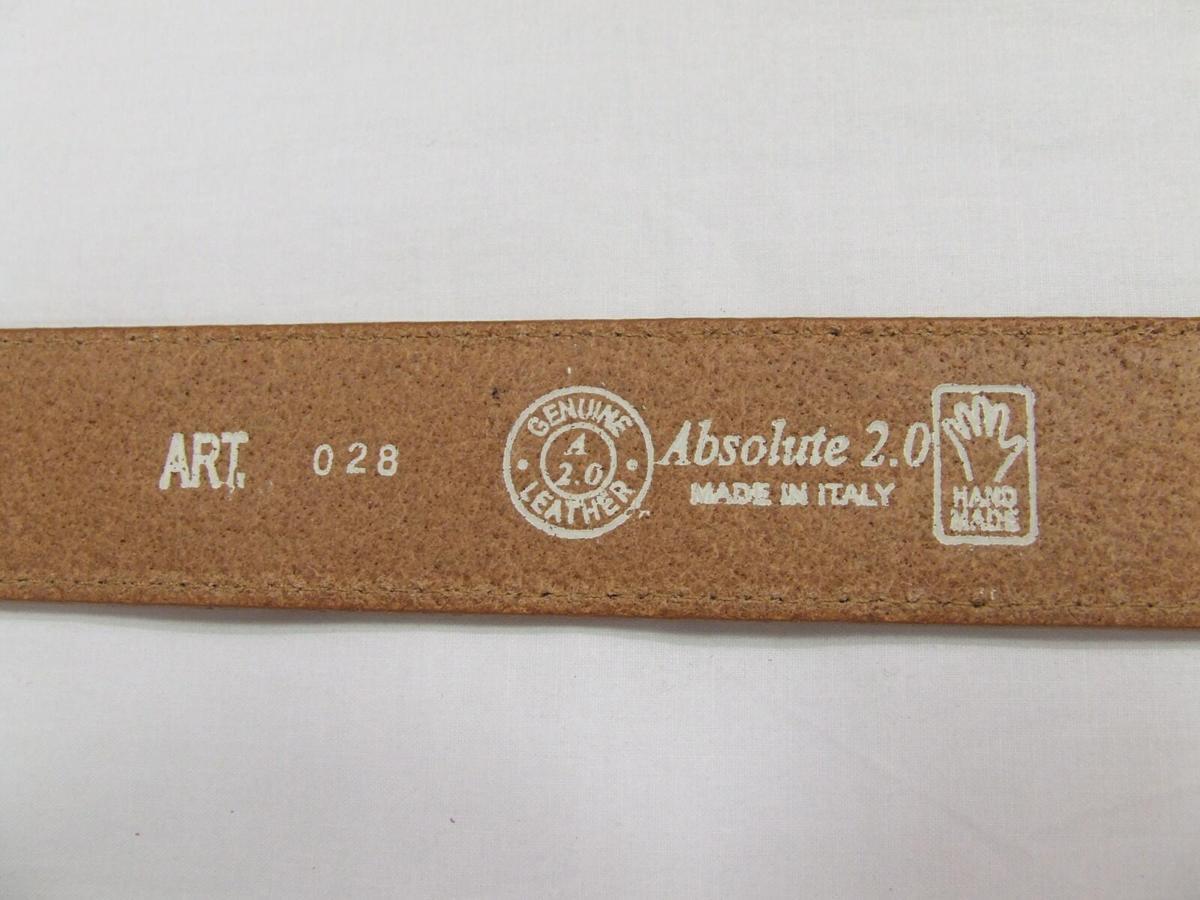 ART. 028
GENUINE
A
2.0
LEATHER
Absolute 2.0
MADE IN ITALY
HAND
MADE